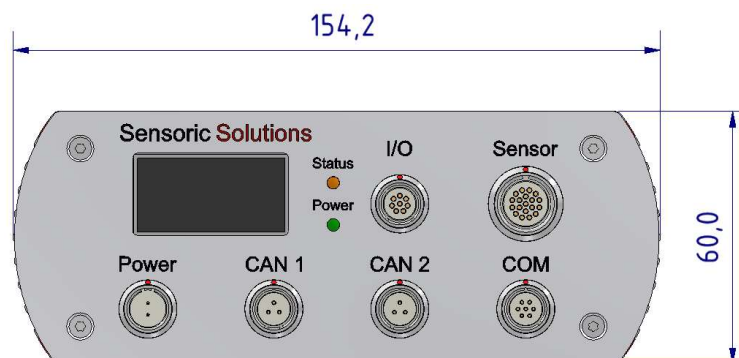 154,2
Sensoric Solutions
Status
I/O
Sensor
Power
60,0
Power
CAN 1
CAN 2
COM